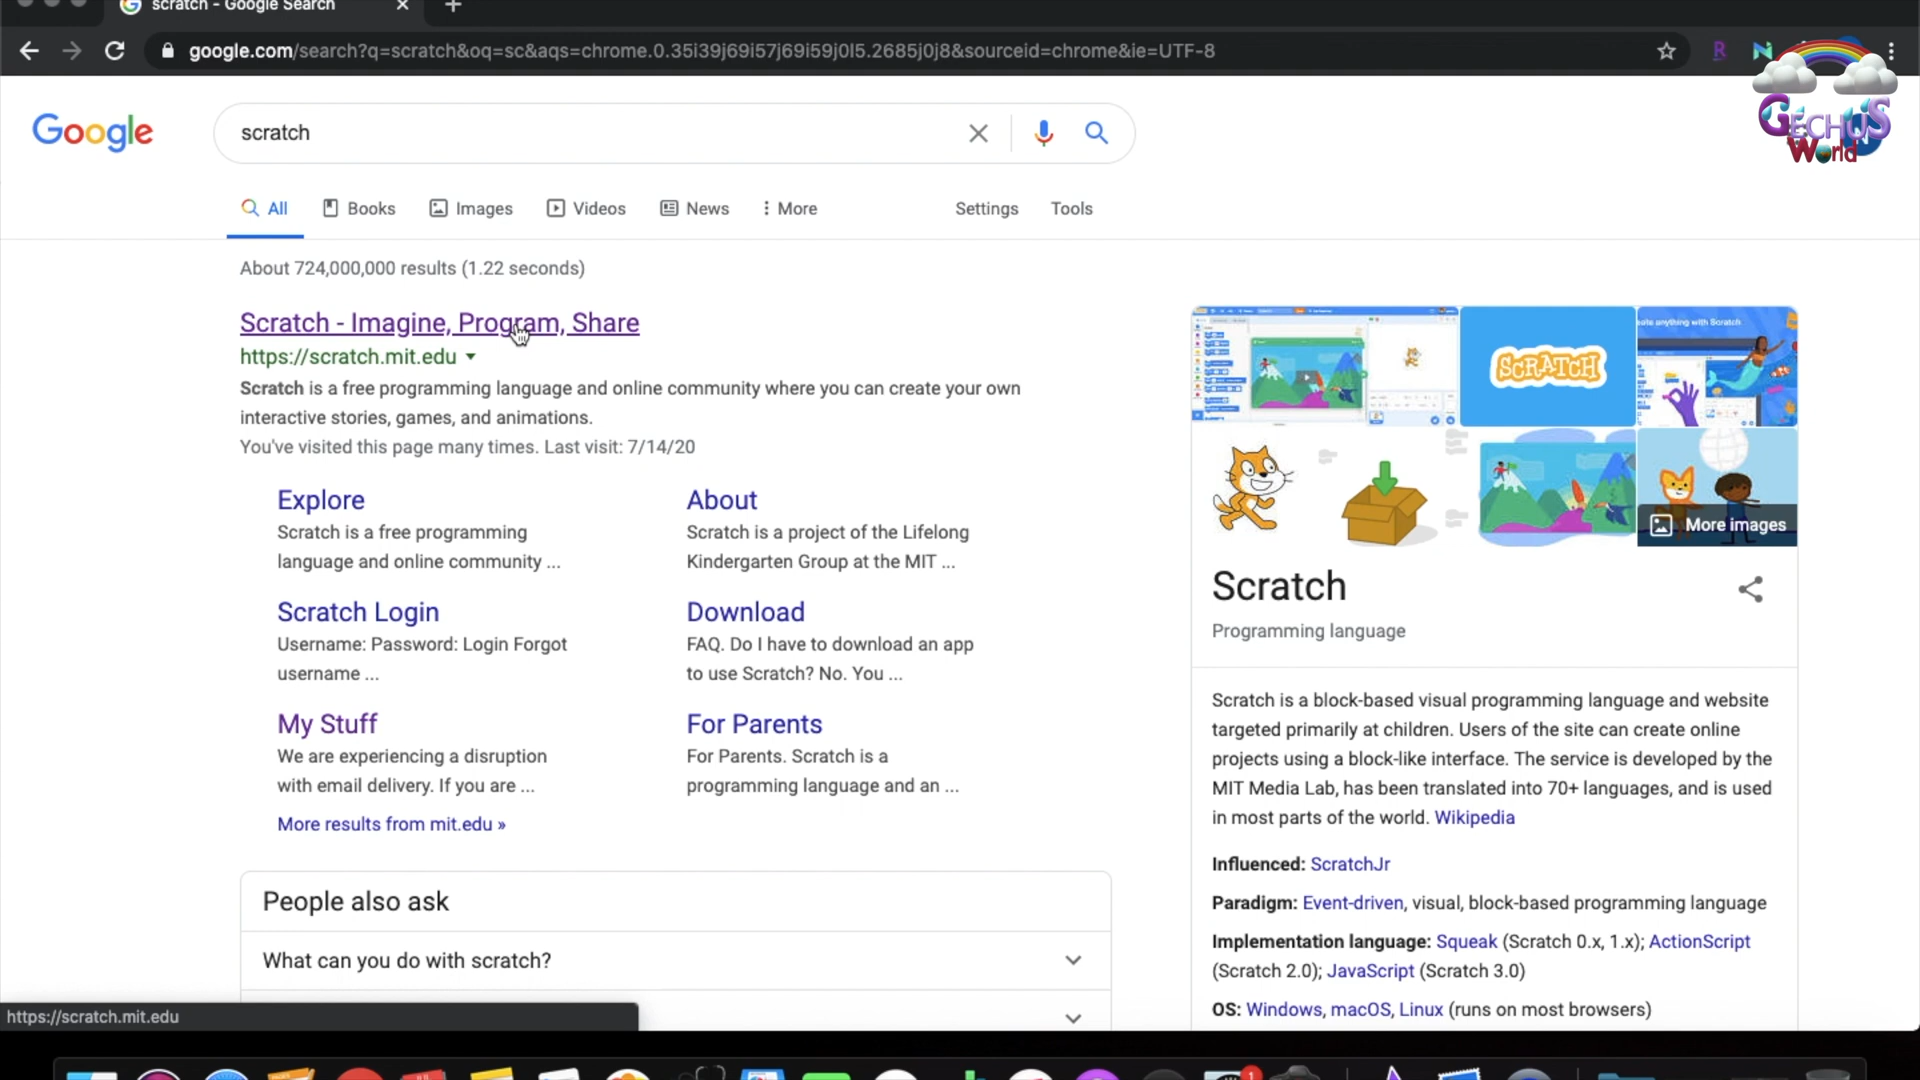 scratch - Google Search
google.com/search?q=scratch&oq=sc&aqs=chrome.0.35i39j69i57j69i59j0l5.2685j0j8&sourceid=chrome&ie=UTF-8
GECHUS
World
Google
scratch
All Books Images Videos News More Settings Tools
About 724,000,000 results (1.22 seconds)
Scratch - Imagine, Program, Share
https://scratch.mit.edu
Scratch is a free programming language and online community where you can create your own
interactive stories, games, and animations.
You've visited this page many times. Last visit: 7/14/20
Explore
Scratch is a free programming
language and online community ...
About
Scratch is a project of the Lifelong
Kindergarten Group at the MIT ...
Scratch Login
Username: Password: Login Forgot
username ...
Download
FAQ. Do I have to download an app
to use Scratch? No. You ...
My Stuff
We are experiencing a disruption
with email delivery. If you are ...
For Parents
For Parents. Scratch is a
programming language and an ...
More results from mit.edu »
People also ask
What can you do with scratch?
https://scratch.mit.edu
SCRATCH
anything with Scratch
More images
Scratch
Programming language
Scratch is a block-based visual programming language and website
targeted primarily at children. Users of the site can create online
projects using a block-like interface. The service is developed by the
MIT Media Lab, has been translated into 70+ languages, and is used
in most parts of the world. Wikipedia
Influenced: ScratchJr
Paradigm: Event-driven, visual, block-based programming language
Implementation language: Squeak (Scratch 0.x, 1.x); ActionScript
(Scratch 2.0); JavaScript (Scratch 3.0)
OS: Windows, macOS, Linux (runs on most browsers)